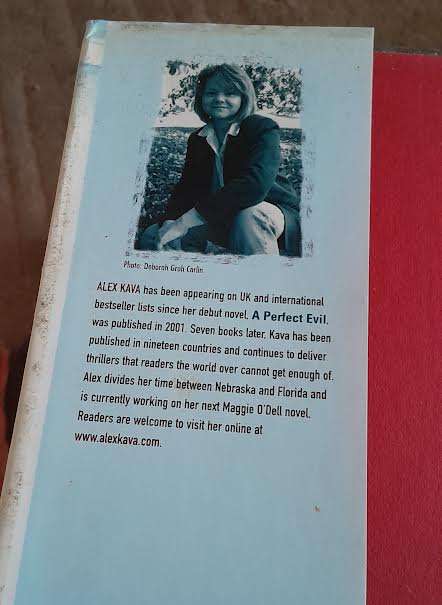 Photo: Deborah Groh Carlin
ALEX KAVA has been appearing on UK and international
bestseller lists since her debut novel, A Perfect Evil,
was published in 2001. Seven books later, Kava has been
published in nineteen countries and continues to deliver
thrillers that readers the world over cannot get enough of.
Alex divides her time between Nebraska and Florida and
is currently working on her next Maggie O'Dell novel.
Readers are welcome to visit her online at
www.alexkava.com.